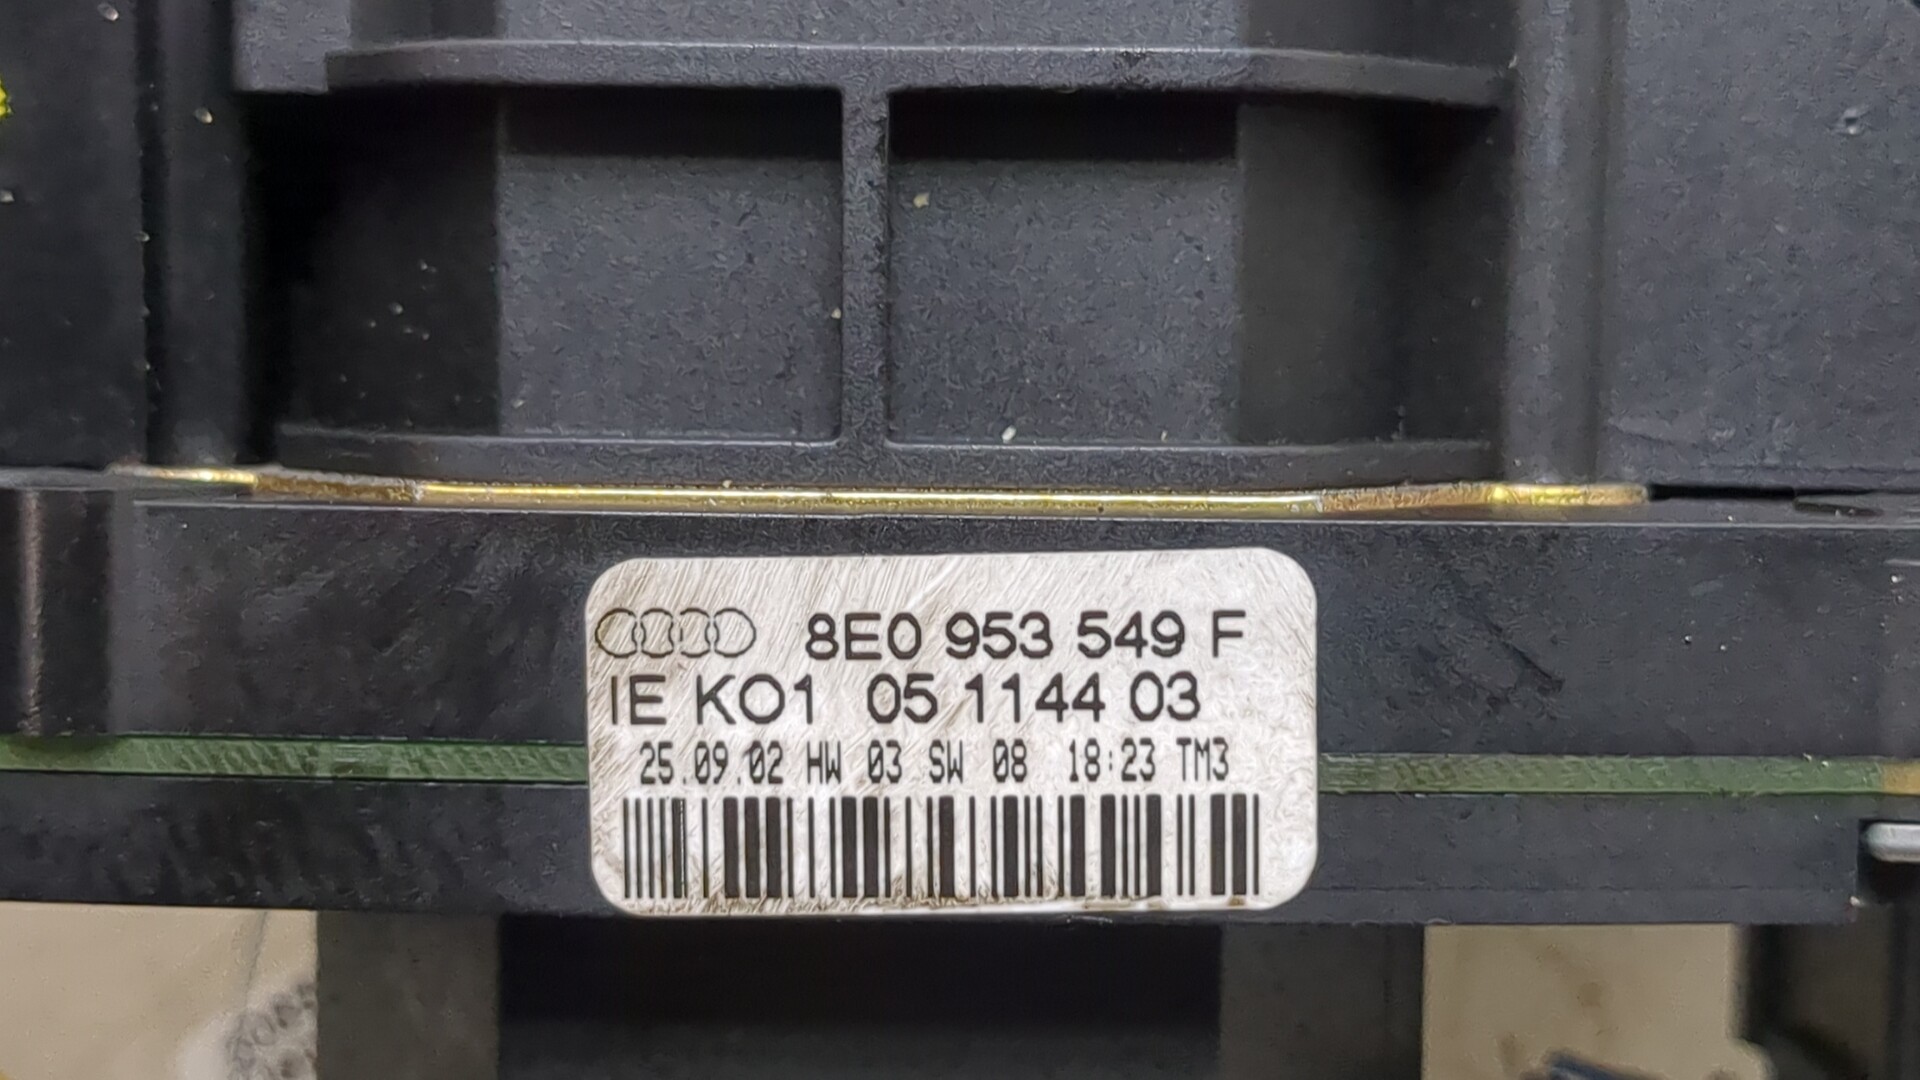 8E0 953 549 F
IE KO1 05 1144 03
25.09.02 HW 03 SW 08 18:23 TM3